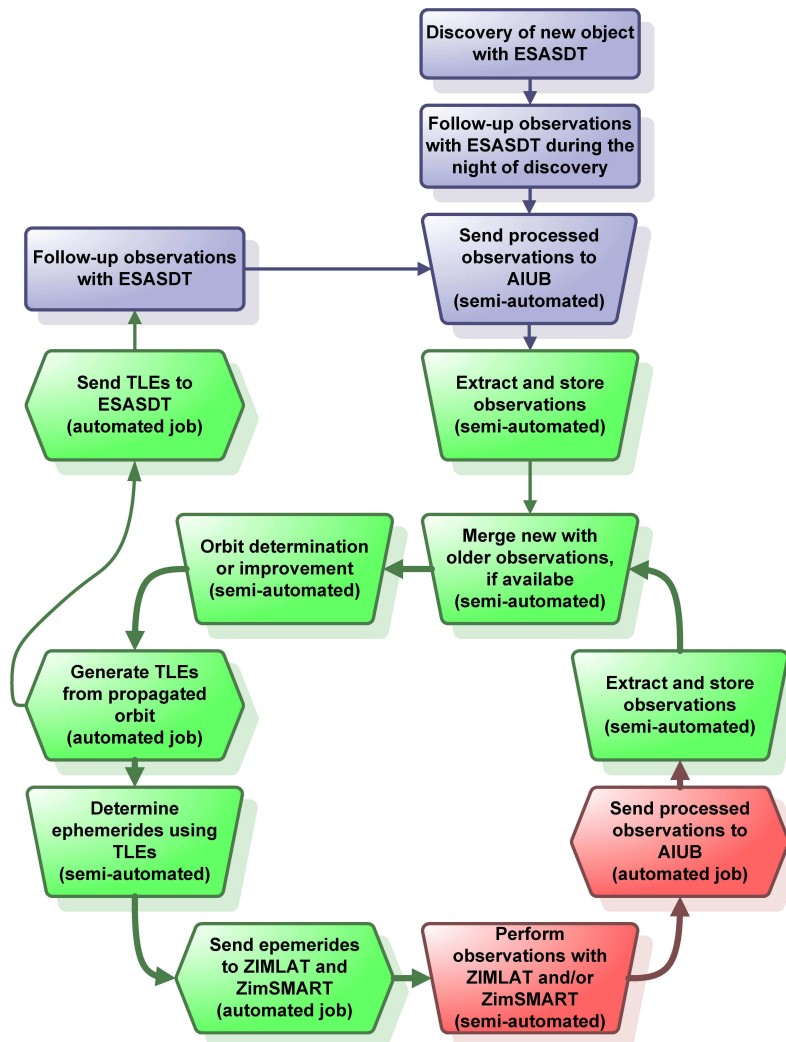 Discovery of new object
with ESASDT
Follow-up observations
with ESASDT during the
night of discovery
Send processed
observations to
AIUB
(semi-automated)
Follow-up observations
with ESASDT
Send TLEs to
ESASDT
(automated job)
Extract and store
observations
(semi-automated)
Merge new with
older observations,
if availabe
(semi-automated)
Orbit determination
or improvement
(semi-automated)
Generate TLEs
from propagated
orbit
(automated job)
Extract and store
observations
(semi-automated)
Determine
ephemerides using
TLEs
(semi-automated)
Send processed
observations to
AIUB
(automated job)
Send epemerides
to ZIMLAT and
ZimSMART
(automated job)
Perform
observations with
ZIMLAT and/or
ZimSMART
(semi-automated)